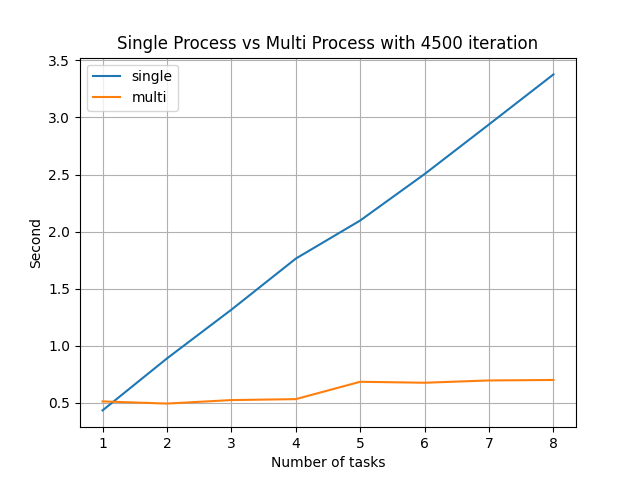 Single Process vs Multi Process with 4500 iteration
single
multi
3.5
3.0
2.5
2.0
1.5
1.0
0.5
Second
1 2 3 4 5 6 7 8
Number of tasks